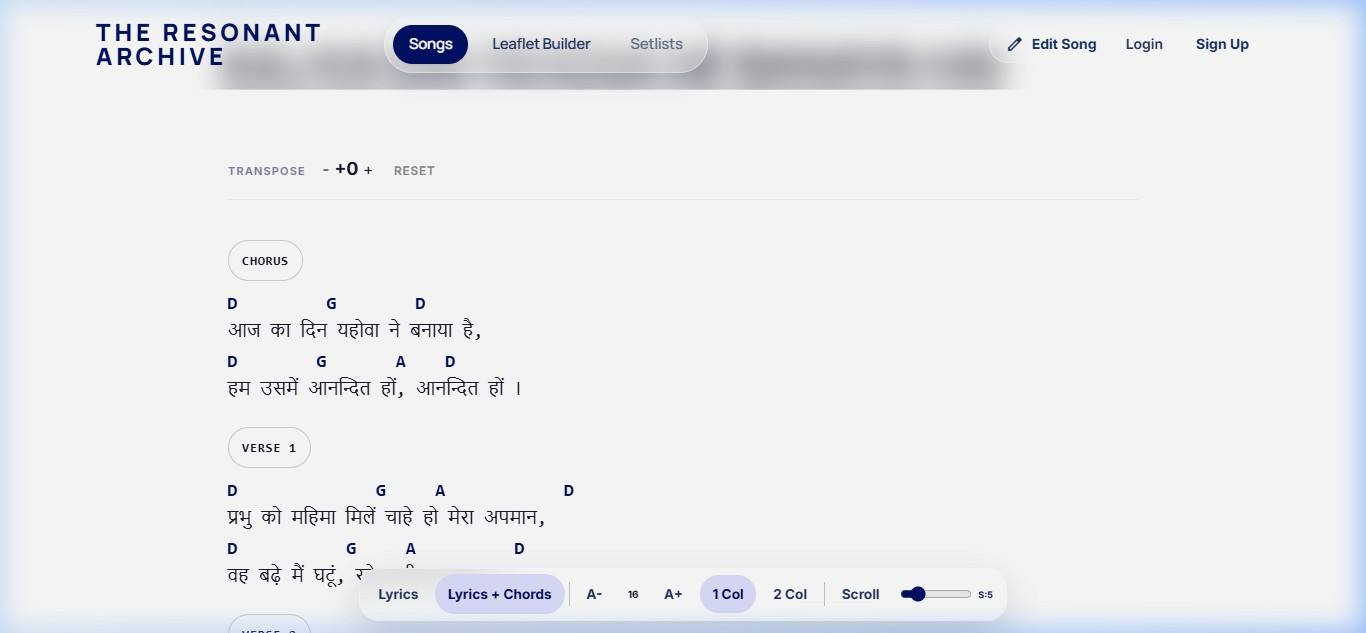 THE RESONANT
ARCHIVE
Songs
Leaflet Builder
Setlists
Edit Song
Login
Sign Up
TRANSPOSE - +0 + RESET
CHORUS
D G D
आज का दिन यहोवा ने बनाया है,
D G A D
हम उसमें आनन्दित हों, आनन्दित हों ।
VERSE 1
D G A D
प्रभु को महिमा मिलें चाहे हो मेरा अपमान,
D G A D
वह बढ़े मैं घटूं,
Lyrics
Lyrics + Chords
A-
16
A+
1 Col
2 Col
Scroll
S:5